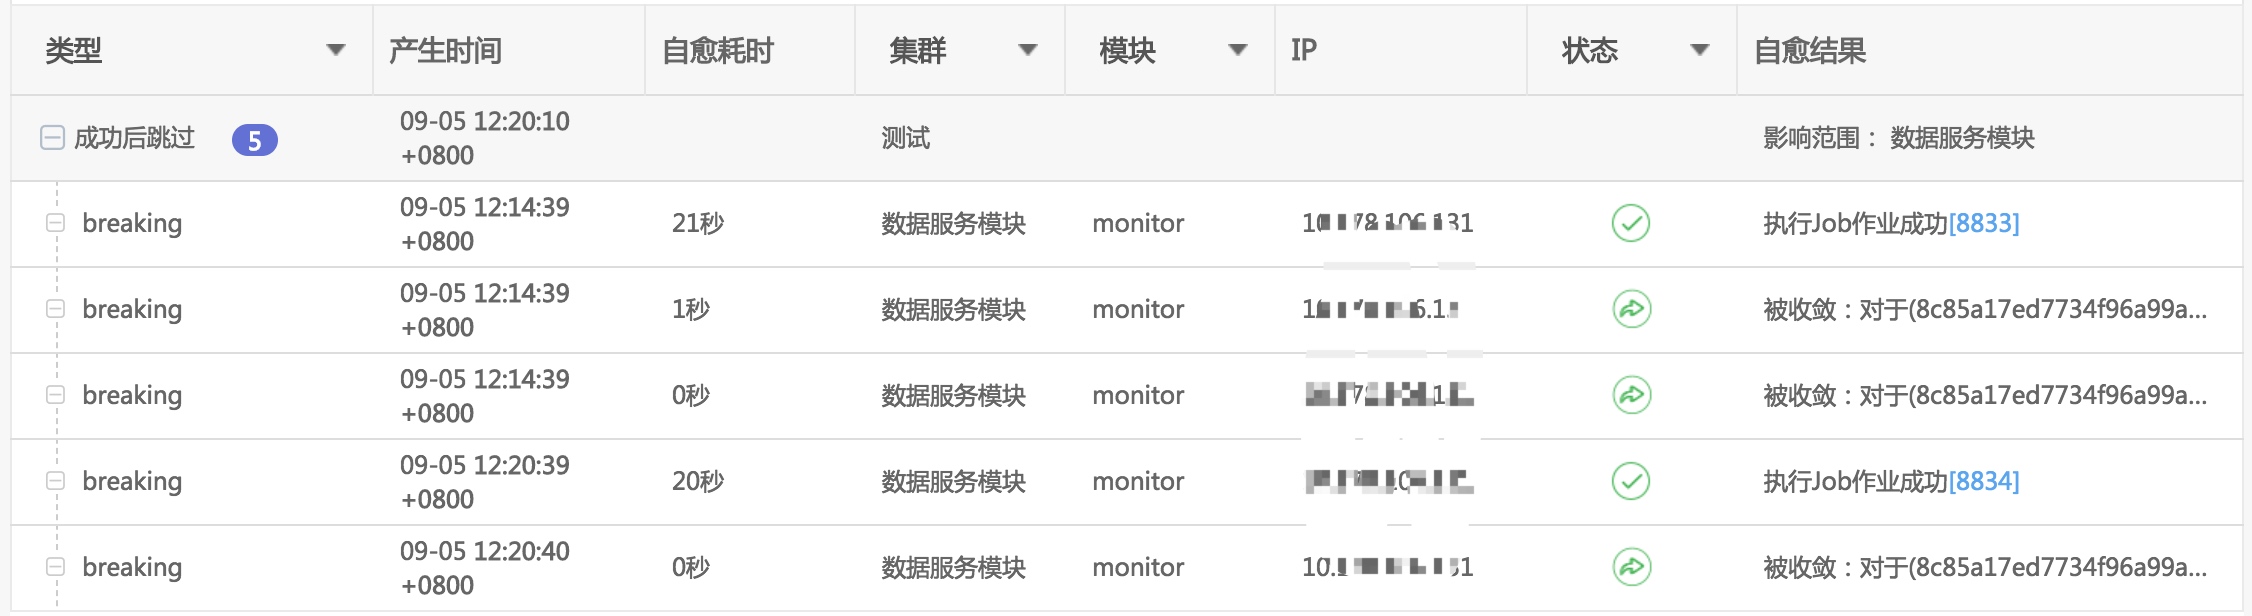 类型 产生时间 自愈耗时 集群 模块 IP 状态 自愈结果
成功后跳过 5 09-05 12:20:10 +0800 测试 影响范围： 数据服务模块
breaking 09-05 12:14:39 +0800 21秒 数据服务模块 monitor 执行Job作业成功[8833]
breaking 09-05 12:14:39 +0800 1秒 数据服务模块 monitor 被收敛：对于(8c85a17ed7734f96a99a...
breaking 09-05 12:14:39 +0800 0秒 数据服务模块 monitor 被收敛：对于(8c85a17ed7734f96a99a...
breaking 09-05 12:20:39 +0800 20秒 数据服务模块 monitor 执行Job作业成功[8834]
breaking 09-05 12:20:40 +0800 0秒 数据服务模块 monitor 被收敛：对于(8c85a17ed7734f96a99a...